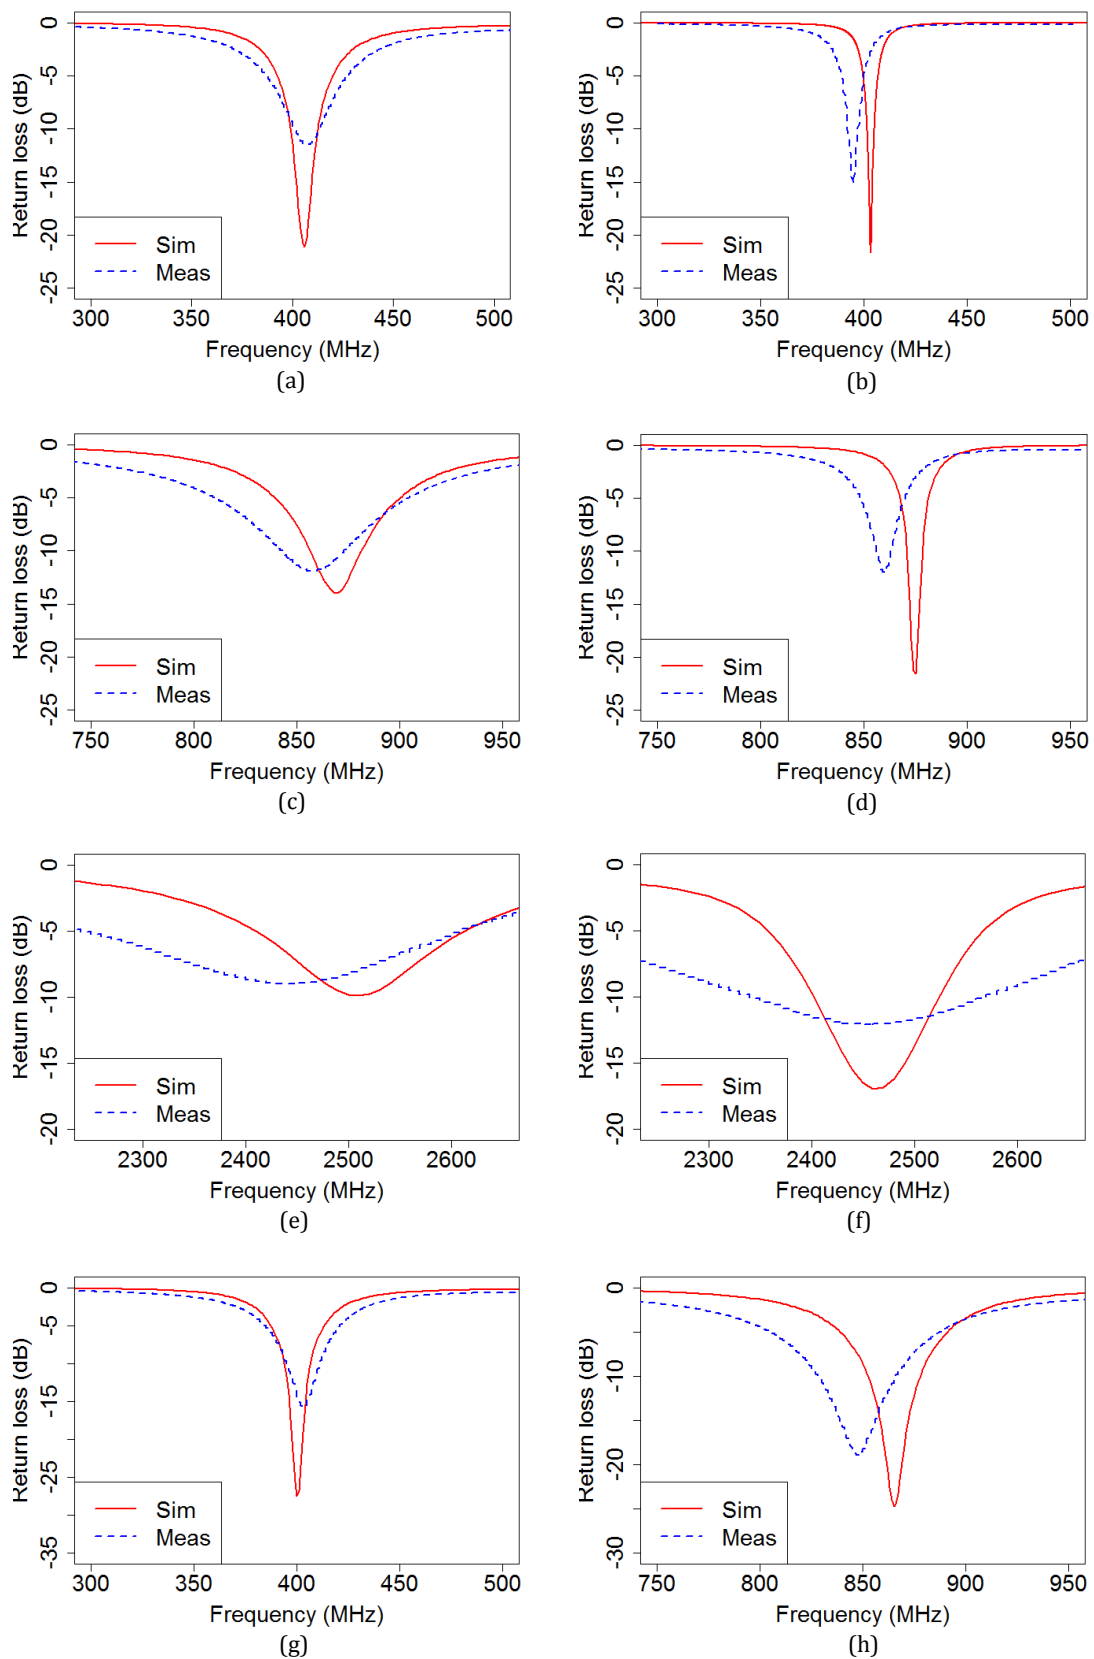 0
-5
-10
-15
-20
-25
Return loss (dB)
Sim
Meas
300 350 400 450 500
Frequency (MHz)
(a)
0
-5
-10
-15
-20
-25
Return loss (dB)
Sim
Meas
300 350 400 450 500
Frequency (MHz)
(b)
0
-5
-10
-15
-20
-25
Return loss (dB)
Sim
Meas
750 800 850 900 950
Frequency (MHz)
(c)
0
-5
-10
-15
-20
-25
Return loss (dB)
Sim
Meas
750 800 850 900 950
Frequency (MHz)
(d)
0
-5
-10
-15
-20
Return loss (dB)
Sim
Meas
2300 2400 2500 2600
Frequency (MHz)
(e)
0
-5
-10
-15
-20
Return loss (dB)
Sim
Meas
2300 2400 2500 2600
Frequency (MHz)
(f)
0
-5
-15
-25
-35
Return loss (dB)
Sim
Meas
300 350 400 450 500
Frequency (MHz)
(g)
0
-10
-20
-30
Return loss (dB)
Sim
Meas
750 800 850 900 950
Frequency (MHz)
(h)